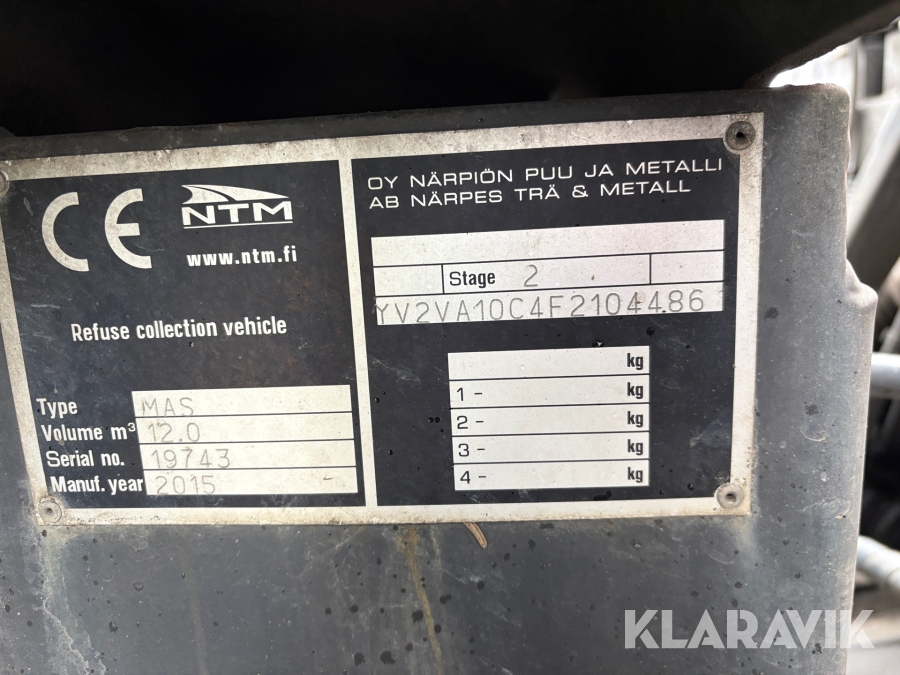 CE
NTM
www.ntm.fi
Refuse collection vehicle
Type MAS
Volume m³ 12.0
Serial no. 19743
Manuf. year 2015 -
OY NÄRPIÖN PUU JA METALLI
AB NÄRPES TRÄ & METALL
Stage 2
YV2VA10C4F2104486
kg
1 - kg
2 - kg
3 - kg
4 - kg
KLARAVIK